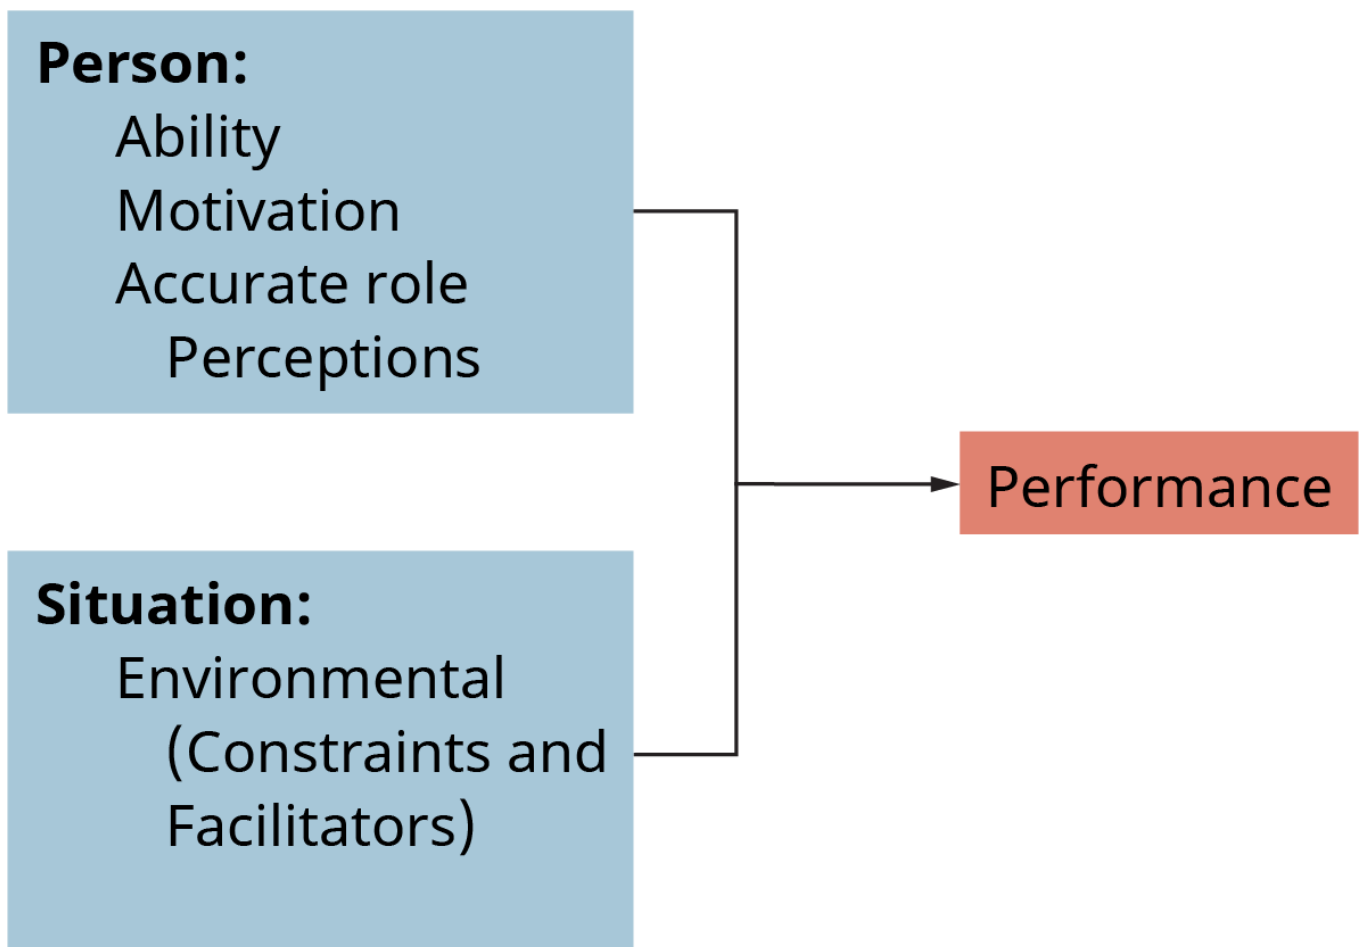 Person:
Ability
Motivation
Accurate role
Perceptions
Situation:
Environmental
(Constraints and
Facilitators)
Performance